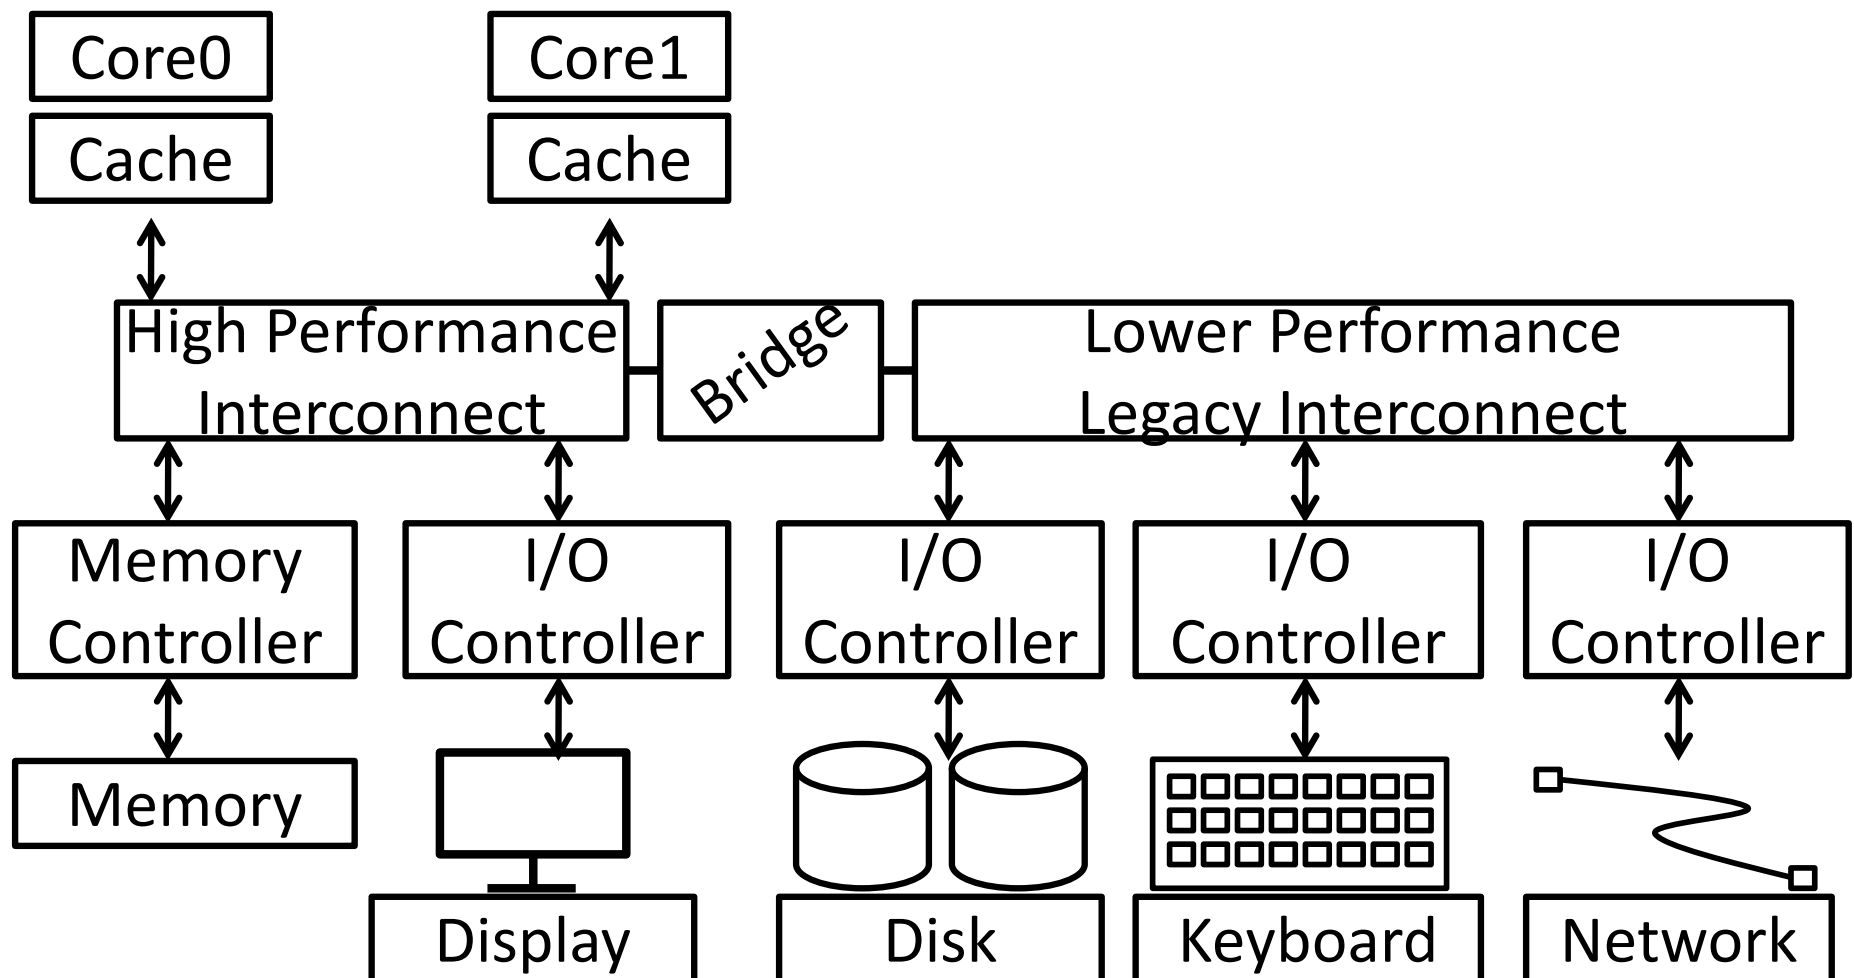 Core0
Core1
Cache
Cache
High Performance
Interconnect
Bridge
Lower Performance
Legacy Interconnect
Memory
Controller
I/O
Controller
I/O
Controller
I/O
Controller
I/O
Controller
Memory
Display
Disk
Keyboard
Network